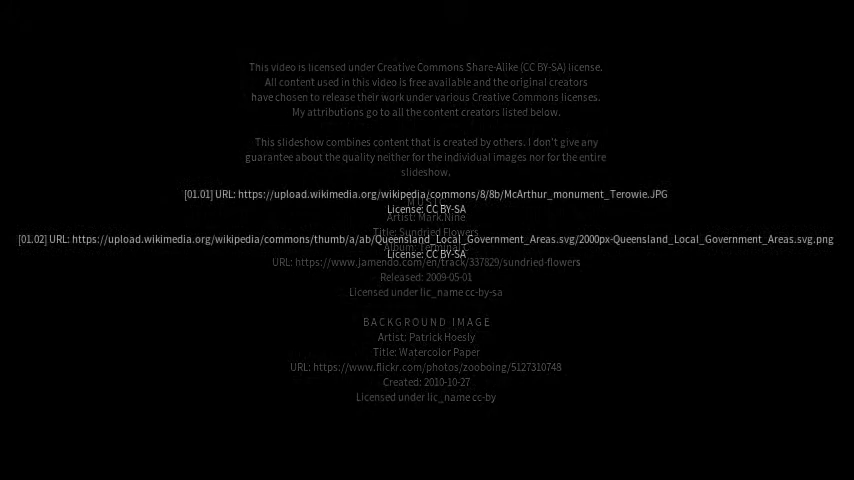 This video is licensed under Creative Commons Share-Alike (CC BY-SA) license.
All content used in this video is free available and the original creators
have chosen to release their work under various Creative Commons licenses.
My attributions go to all the content creators listed below.
This slideshow combines content that is created by others. I don't give any
guarantee about the quality neither for the individual images nor for the entire
slideshow.
[01.01] URL: https://upload.wikimedia.org/wikipedia/commons/8/8b/McArthur_monument_Terowie.JPG
MUSIC
License: CC BY-SA
Artist: Mark.Nine
Title: Sundried Flowers
[01.02] URL: https://upload.wikimedia.org/wikipedia/commons/thumb/a/ab/Queensland_Local_Government_Areas.svg/2000px-Queensland_Local_Government_Areas.svg.png
Album:
License: CC BY-SA
URL: https://www.jamendo.com/en/track/337829/sundried-flowers
Released: 2009-05-01
Licensed under lic_name cc-by-sa
BACKGROUND IMAGE
Artist: Patrick Hoesly
Title: Watercolor Paper
URL: https://www.flickr.com/photos/zooboing/5127310748
Created: 2010-10-27
Licensed under lic_name cc-by